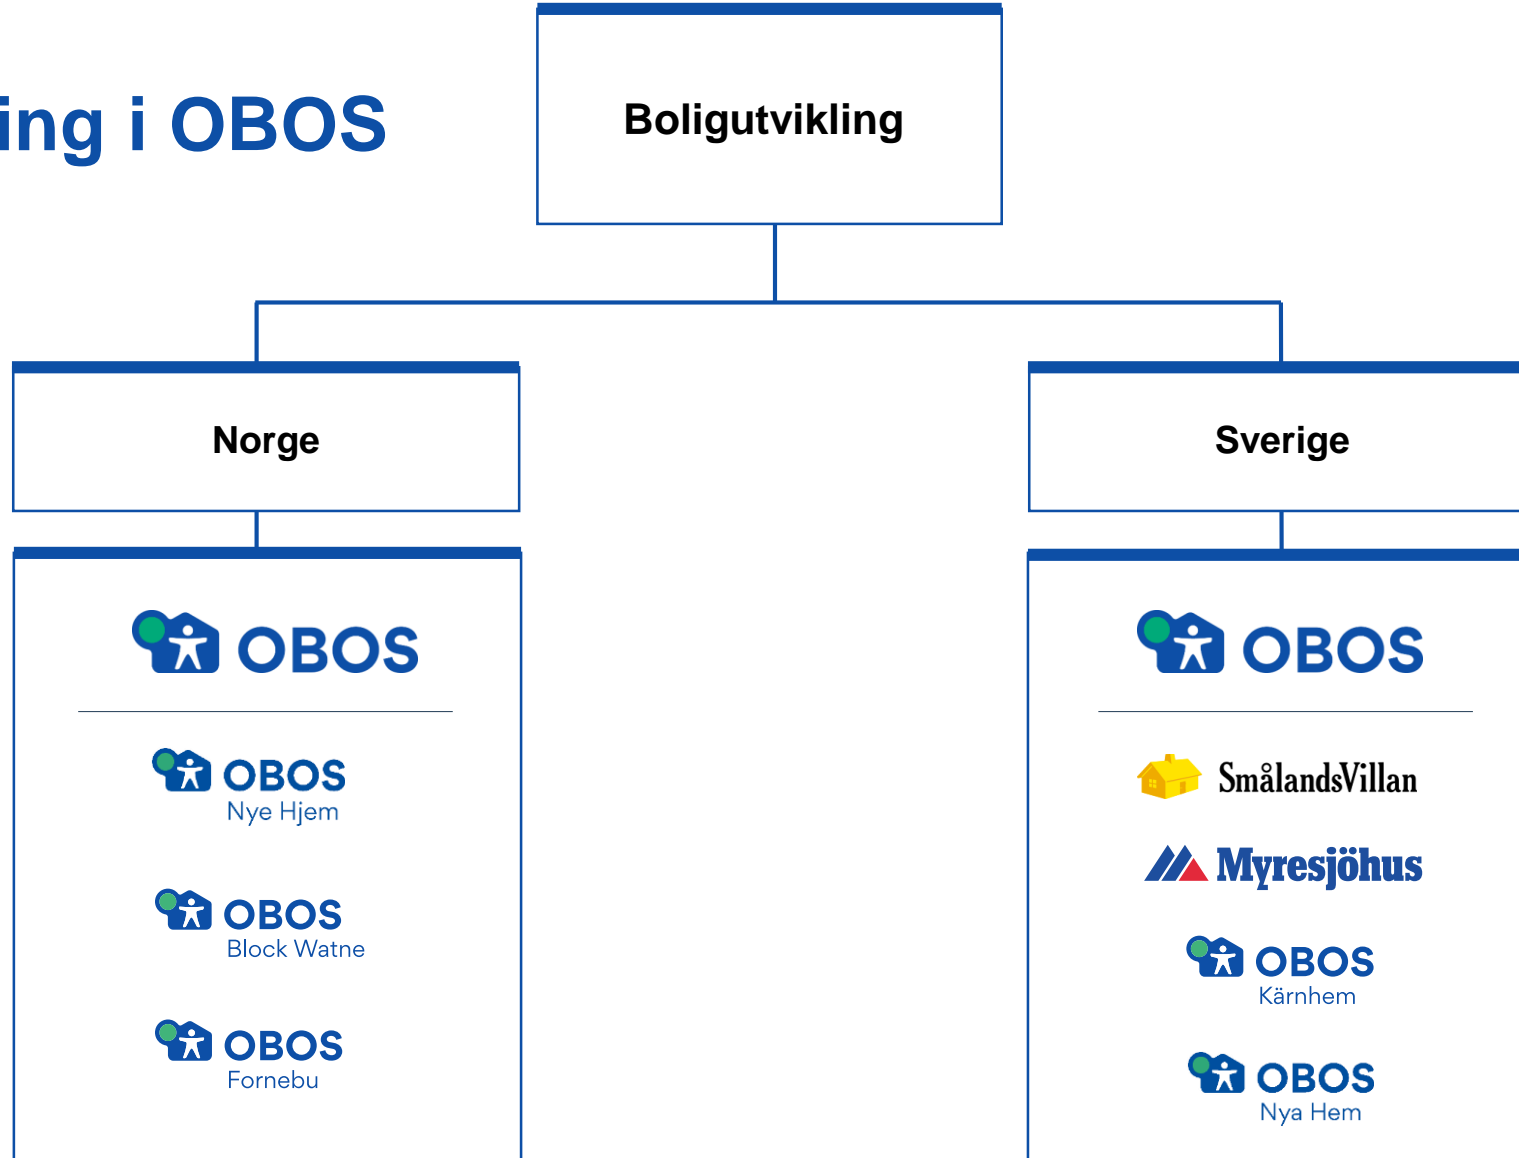 ing i OBOS
Boligutvikling
Norge
Sverige
OBOS
OBOS
Nye Hjem
OBOS
Block Watne
OBOS
Fornebu
OBOS
SmålandsVillan
Myresjöhus
OBOS
Kärnhem
OBOS
Nya Hem